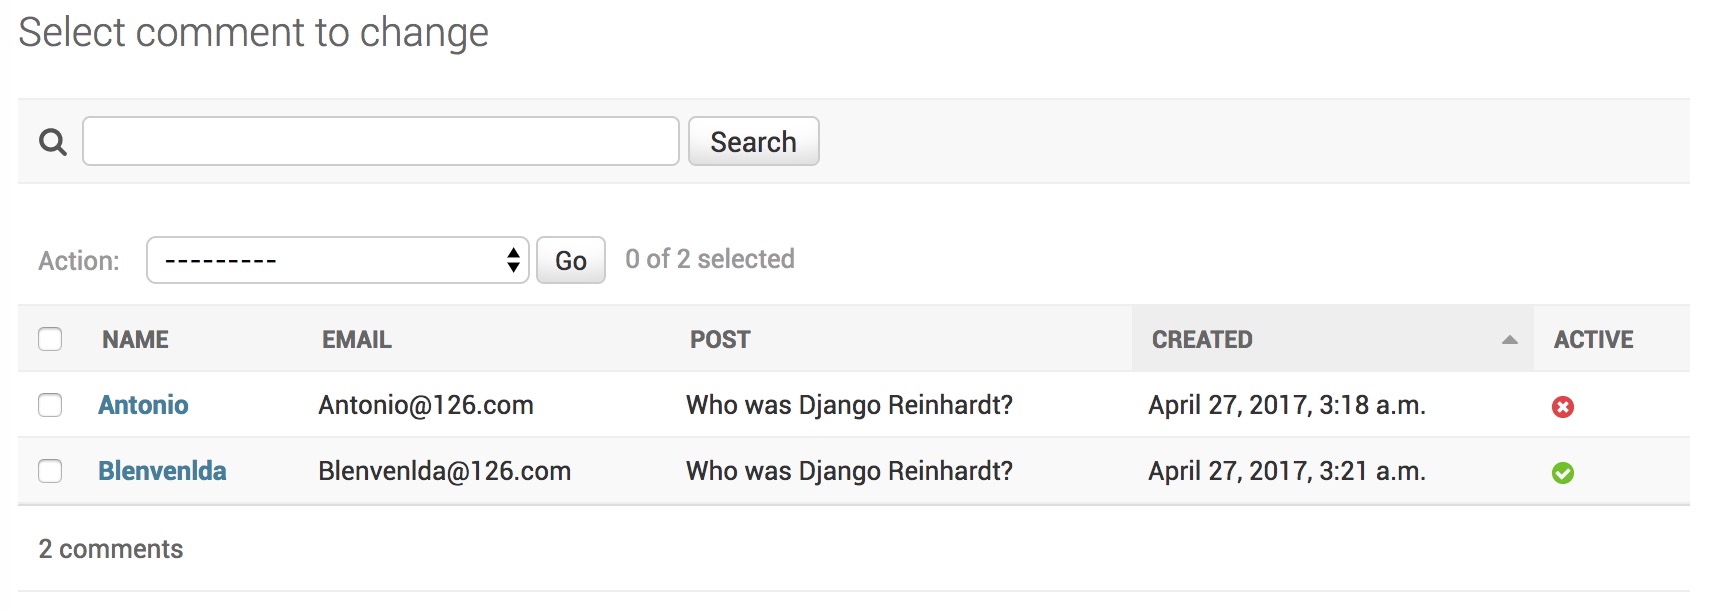 Select comment to change
Search
Action: --------- Go 0 of 2 selected
NAME EMAIL POST CREATED ACTIVE
Antonio Antonio@126.com Who was Django Reinhardt? April 27, 2017, 3:18 a.m.
Blenvenlda Blenvenlda@126.com Who was Django Reinhardt? April 27, 2017, 3:21 a.m.
2 comments